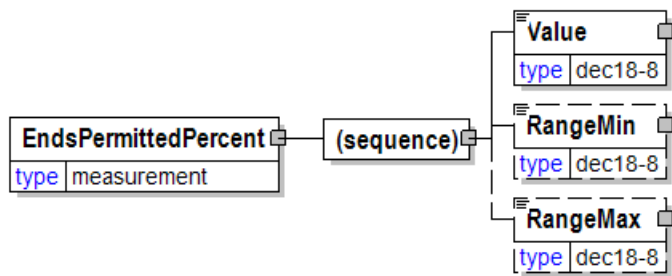 Value
type dec18-8
EndsPermittedPercent
type measurement
(sequence)
RangeMin
type dec18-8
RangeMax
type dec18-8